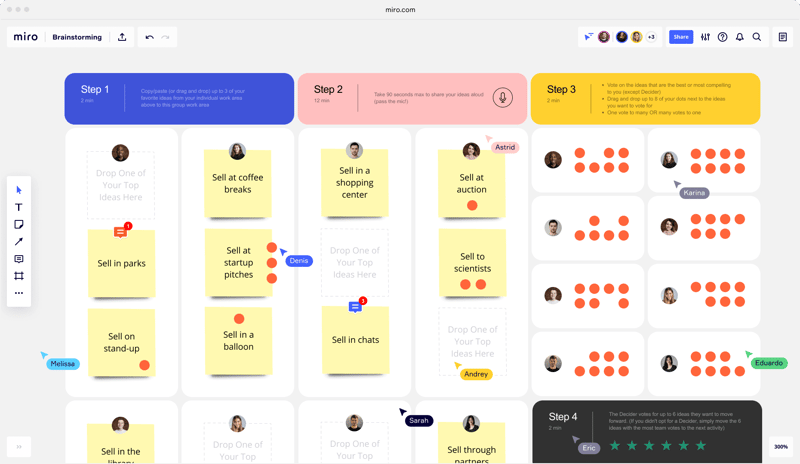 miro.com
miro
Brainstorming
+3
Share
Step 1
2 min
Copy/paste (or drag and drop) up to 3 of your
favorite ideas from your individual work area
above to this group work area
Step 2
12 min
Take 90 seconds max to share your ideas aloud
(pass the mic!)
Step 3
2 min
Vote on the ideas that are the best or most compelling
to you (except Decider)
Drag and drop up to 8 of your dots next to the ideas
you want to vote for
One vote to many OR many votes to one
Drop One of
Your Top
Ideas Here
1
Sell in parks
Sell on
stand-up
Melissa
Sell at coffee
breaks
Sell at
startup
pitches
Denis
Sell in a
balloon
Sell in a
shopping
center
Drop One of
Your Top
Ideas Here
3
Sell in chats
Astrid
Sell at
auction
Sell to
scientists
Drop One of
Your Top
Ideas Here
Andrey
Karina
Eduardo
Sell in the
library
Drop One of
Your Top
Drop One of
Your Top
Sarah
Sell through
partners
Step 4
2 min
The Decider votes for up to 6 ideas they want to move
forward. (If you didn't opt for a Decider, simply move the 6
ideas with the most team votes to the next activity)
Eric
300%